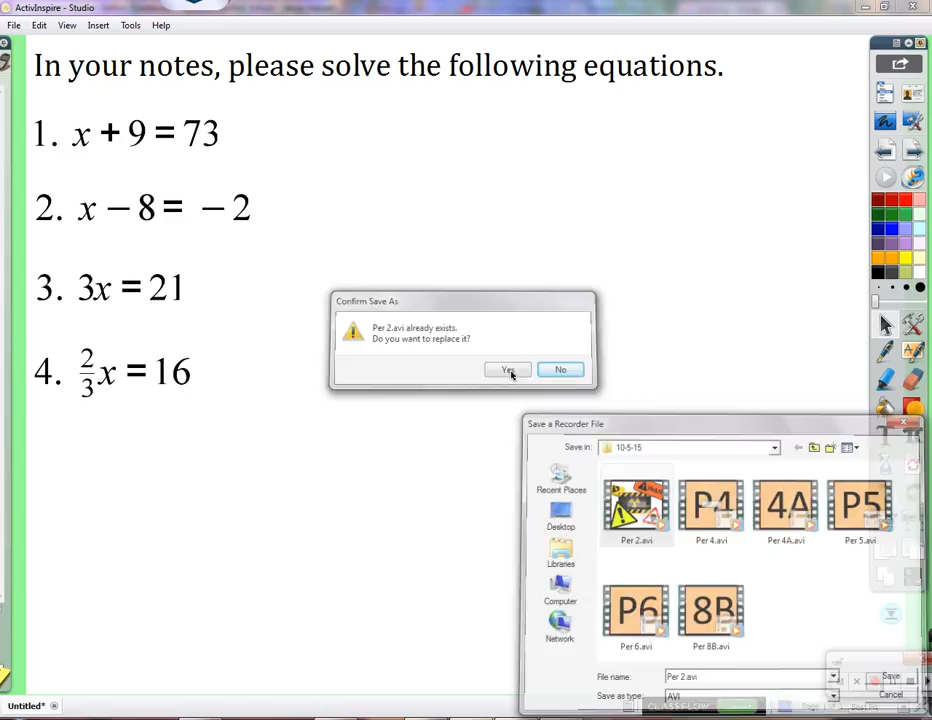 ActivInspire - Studio
File Edit View Insert Tools Help
In your notes, please solve the following equations.
1. x + 9 = 73
2. x − 8 = − 2
3. 3x = 21
4. 2/3 x = 16
Confirm Save As
Per 2.avi already exists.
Do you want to replace it?
Yes No
Save a Recorder File
Save in: 10-5-15
Recent Places
Desktop
Libraries
Computer
Network
P4 4A P5
Per 2.avi Per 4.avi Per 4A.avi Per 5.avi
P6 8B
Per 6.avi Per 8B.avi
File name: Per 2.avi Save
Save as type: AVI Cancel
CLASSFLOW
Untitled*